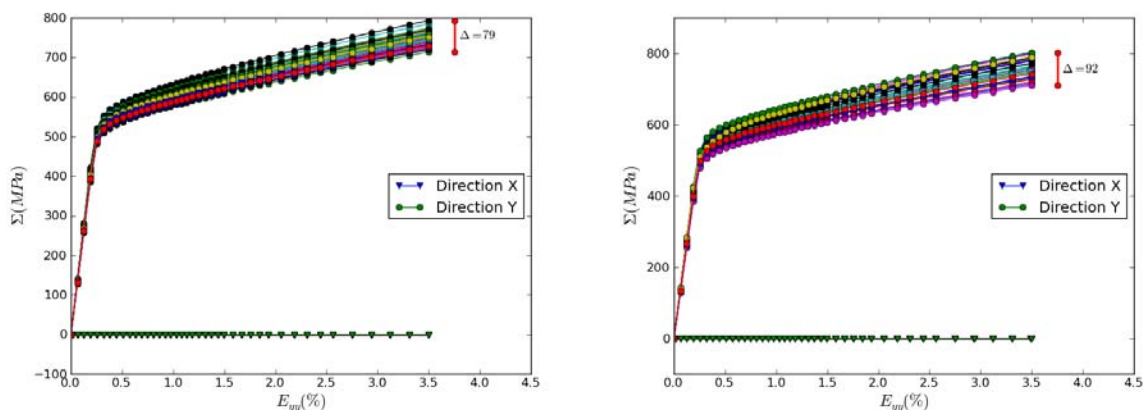 800
700
600
500
400
300
200
100
0
−100
Σ(MPa)
Δ = 79
Direction X
Direction Y
0.0 0.5 1.0 1.5 2.0 2.5 3.0 3.5 4.0 4.5
E_yy(%)
800
600
400
200
0
Σ(MPa)
Δ = 92
Direction X
Direction Y
0.0 0.5 1.0 1.5 2.0 2.5 3.0 3.5 4.0 4.5
E_yy(%)